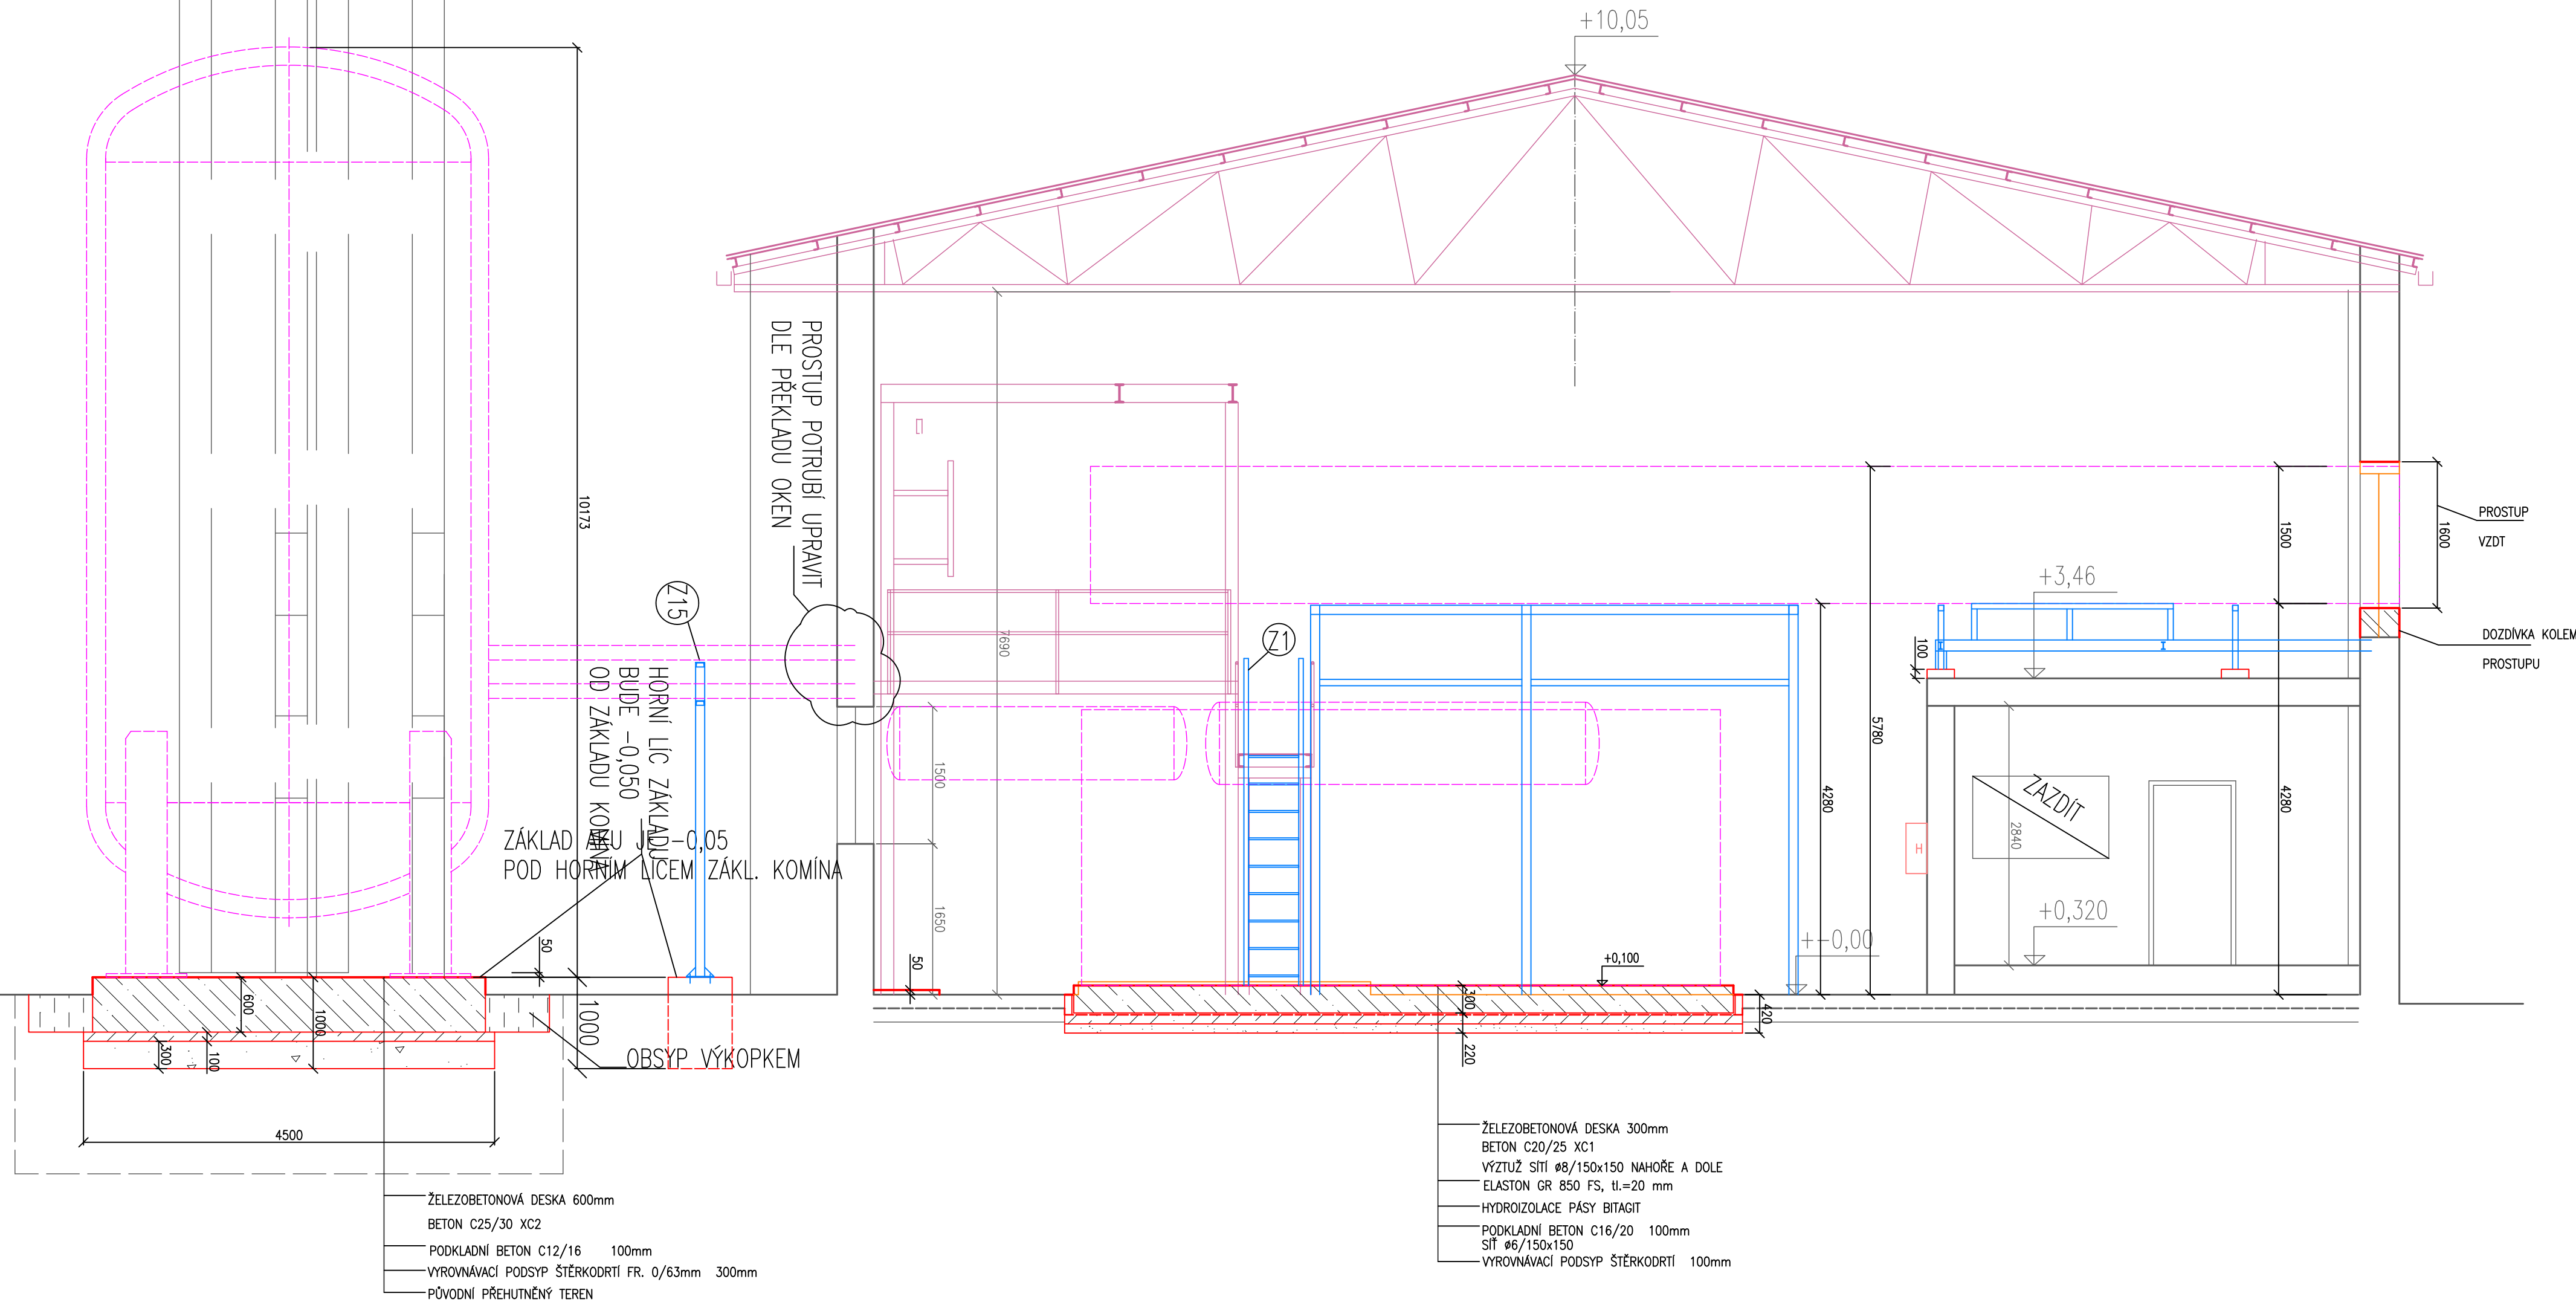 +10,05
10173
PROSTUP POTRUBÍ UPRAVIT
DLE PŘEKLADU OKEN
Z15
HORNÍ LÍC ZÁKLADU
BUDE -0,050
OD ZÁKLADU KOMÍNA
ZÁKLAD AKU JE -0,05
POD HORNÍM LÍCEM ZÁKL. KOMÍNA
7690
Z1
1500
1650
50
50
5780
4280
1500
4280
1600
PROSTUP
VZDT
DOZDÍVKA KOLEM
PROSTUPU
+3,46
100
ZAZDÍT
2840
H
+0,320
+-0,00
+0,100
300
420
220
600
1000
300
100
1000
OBSYP VÝKOPKEM
4500
ŽELEZOBETONOVÁ DESKA 600mm
BETON C25/30 XC2
PODKLADNÍ BETON C12/16 100mm
VYROVNÁVACÍ PODSYP ŠTĚRKODRTÍ FR. 0/63mm 300mm
PŮVODNÍ PŘEHUTNĚNÝ TEREN
ŽELEZOBETONOVÁ DESKA 300mm
BETON C20/25 XC1
VÝZTUŽ SÍTÍ ø8/150x150 NAHOŘE A DOLE
ELASTON GR 850 FS, tl.=20 mm
HYDROIZOLACE PÁSY BITAGIT
PODKLADNÍ BETON C16/20 100mm
SÍŤ ø6/150x150
VYROVNÁVACÍ PODSYP ŠTĚRKODRTÍ 100mm